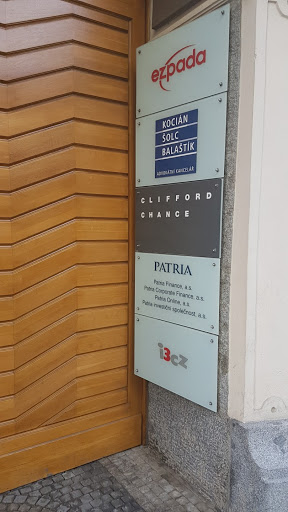 ezpada
KOCIÁN
ŠOLC
BALAŠTÍK
ADVOKÁTNÍ KANCELÁŘ
CLIFFORD
CHANCE
PATRIA
Patria Finance, a.s.
Patria Corporate Finance, a.s.
Patria Online, a.s.
Patria investiční společnost, a.s.
i3cz